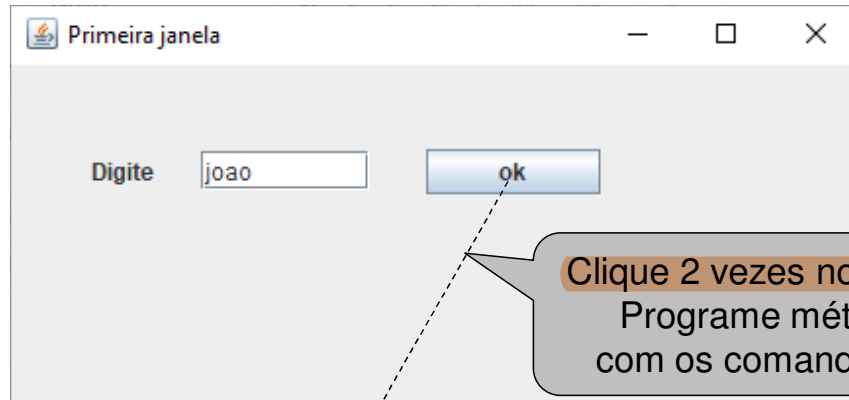 Primeira janela
Digite joao ok
Clique 2 vezes no
Programe mét
com os comand